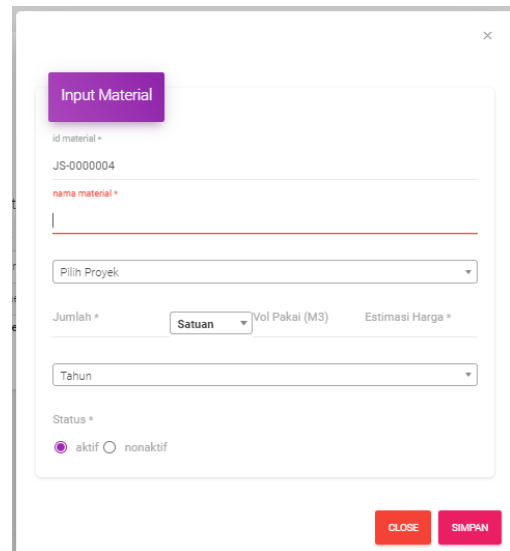 ×
Input Material
id material *
JS-0000004
nama material *
Pilih Proyek
Jumlah * Satuan Vol Pakai (M3) Estimasi Harga *
Tahun
Status *
aktif nonaktif
CLOSE SIMPAN